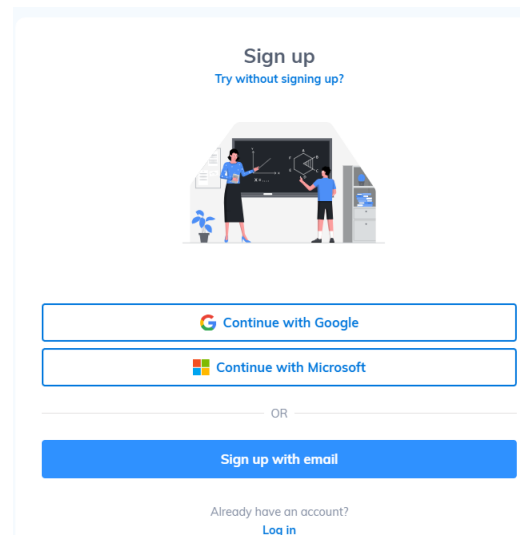 Sign up
Try without signing up?
Continue with Google
Continue with Microsoft
OR
Sign up with email
Already have an account?
Log in